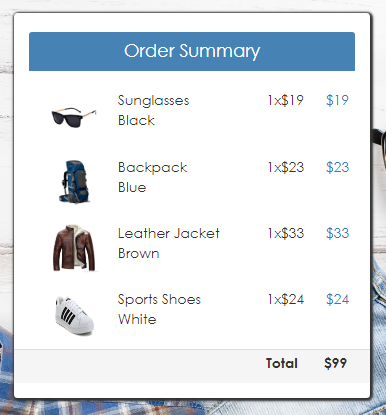 Order Summary
Sunglasses 1x$19 $19
Black
Backpack 1x$23 $23
Blue
Leather Jacket 1x$33 $33
Brown
Sports Shoes 1x$24 $24
White
Total $99